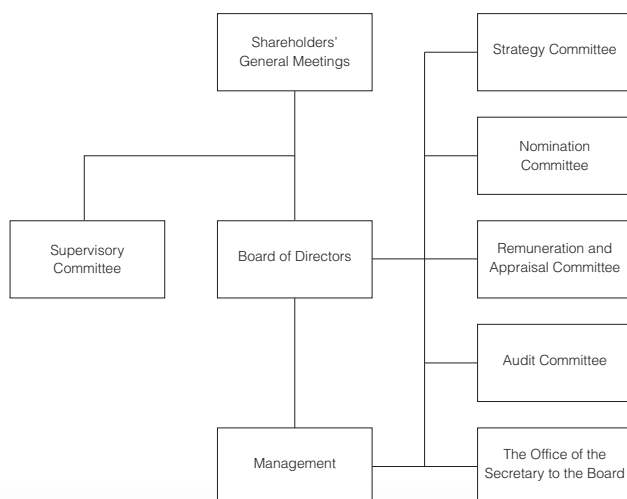 Shareholders'
General Meetings
Strategy Committee
Nomination
Committee
Supervisory
Committee
Board of Directors
Remuneration and
Appraisal Committee
Audit Committee
Management
The Office of the
Secretary to the Board